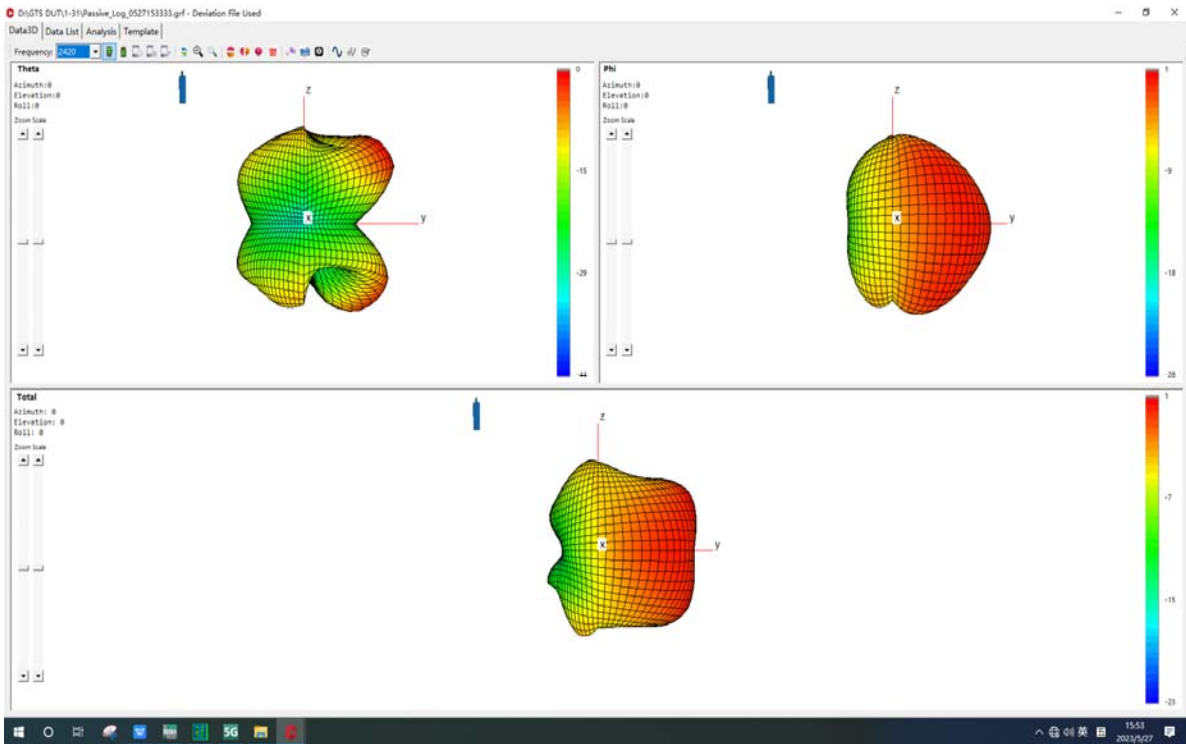 D:\GTS DUT\1-31\Passive_Log_0527153333.grf - Deviation File Used
Data3D Data List Analysis Template
Frequency: 2420
Theta
Azimuth:0
Elevation:0
Roll:0
Zoom Scale
z
x
y
0
-15
-29
-44
Phi
Azimuth:0
Elevation:0
Roll:0
Zoom Scale
z
x
y
1
-9
-18
-26
Total
Azimuth: 0
Elevation: 0
Roll: 0
Zoom Scale
z
x
y
1
-7
-15
-23
5G
英
15:53
2023/5/27